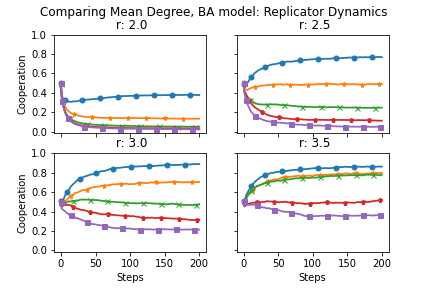 Comparing Mean Degree, BA model: Replicator Dynamics
r: 2.0
r: 2.5
Cooperation
1.0
0.8
0.6
0.4
0.2
0.0
r: 3.0
r: 3.5
Cooperation
1.0
0.8
0.6
0.4
0.2
0.0
0 50 100 150 200
0 50 100 150 200
Steps
Steps